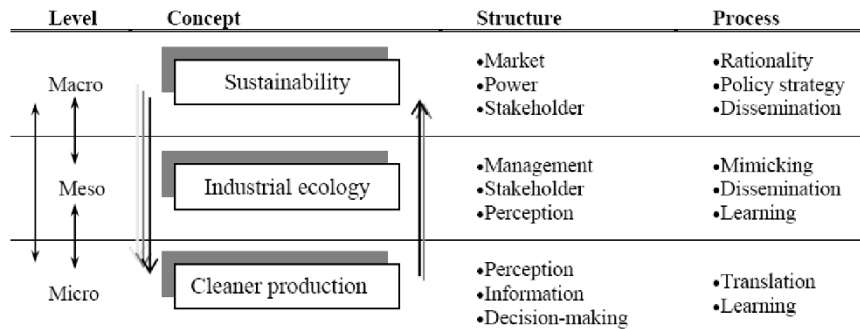 Level Concept Structure Process
Macro Sustainability •Market •Rationality
•Power •Policy strategy
•Stakeholder •Dissemination
Meso Industrial ecology •Management •Mimicking
•Stakeholder •Dissemination
•Perception •Learning
Micro Cleaner production •Perception •Translation
•Information •Learning
•Decision-making